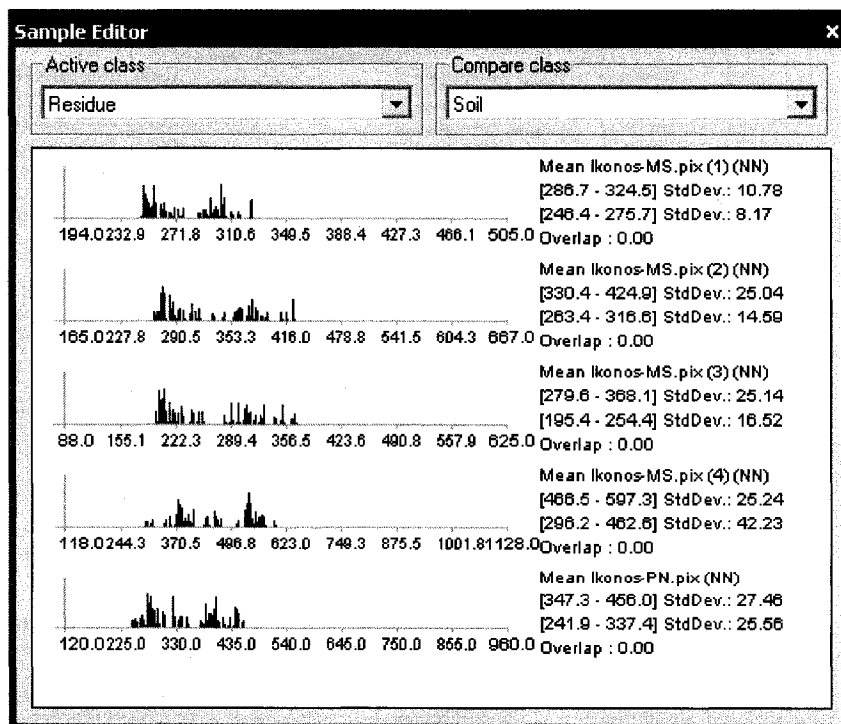 Sample Editor
×
Active class
Compare class
Residue
Soil
Mean Ikonos-MS.pix (1) (NN)
[286.7 - 324.5] StdDev.: 10.78
[246.4 - 275.7] StdDev.: 8.17
194.0 232.9 271.8 310.6 349.5 388.4 427.3 466.1 505.0 Overlap : 0.00
Mean Ikonos-MS.pix (2) (NN)
[330.4 - 424.9] StdDev.: 25.04
[263.4 - 316.6] StdDev.: 14.59
165.0 227.8 290.5 353.3 416.0 478.8 541.5 604.3 667.0 Overlap : 0.00
Mean Ikonos-MS.pix (3) (NN)
[279.6 - 368.1] StdDev.: 25.14
[195.4 - 254.4] StdDev.: 16.52
88.0 155.1 222.3 289.4 356.5 423.6 490.8 557.9 625.0 Overlap : 0.00
Mean Ikonos-MS.pix (4) (NN)
[466.5 - 597.3] StdDev.: 25.24
[296.2 - 462.6] StdDev.: 42.23
118.0 244.3 370.5 496.8 623.0 749.3 875.5 1001.8 1128.0 Overlap : 0.00
Mean Ikonos-PN.pix (NN)
[347.3 - 456.0] StdDev.: 27.46
[241.9 - 337.4] StdDev.: 25.56
120.0 225.0 330.0 435.0 540.0 645.0 750.0 855.0 960.0 Overlap : 0.00